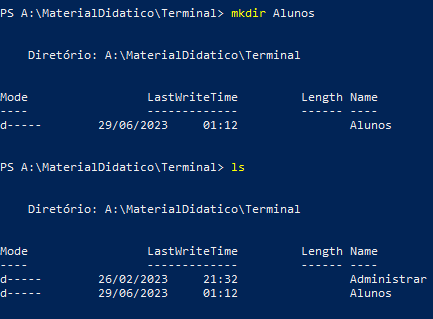 PS A:\MaterialDidatico\Terminal> mkdir Alunos
Diretório: A:\MaterialDidatico\Terminal
Mode LastWriteTime Length Name
---- ------------- ------ ----
d----- 29/06/2023 01:12 Alunos
PS A:\MaterialDidatico\Terminal> ls
Diretório: A:\MaterialDidatico\Terminal
Mode LastWriteTime Length Name
---- ------------- ------ ----
d----- 26/02/2023 21:32 Administrar
d----- 29/06/2023 01:12 Alunos